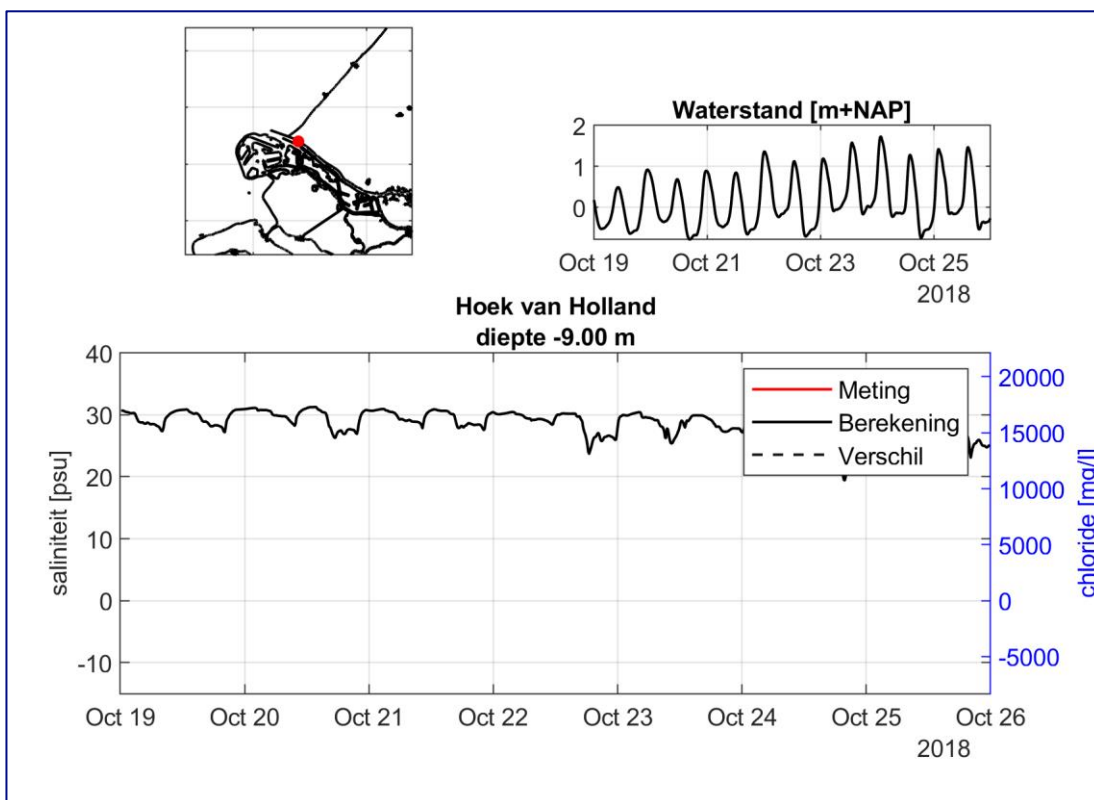 Waterstand [m+NAP]
2
1
0
Oct 19
Oct 21
Oct 23
Oct 25
2018
Hoek van Holland
diepte -9.00 m
saliniteit [psu]
40
30
20
10
0
-10
Meting
Berekening
Verschil
chloride [mg/l]
20000
15000
10000
5000
0
-5000
Oct 19
Oct 20
Oct 21
Oct 22
Oct 23
Oct 24
Oct 25
Oct 26
2018